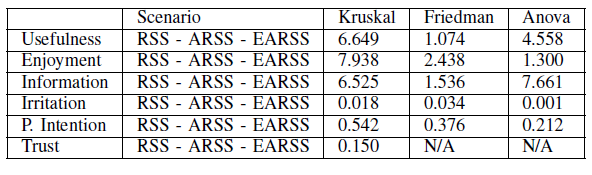 Scenario Kruskal Friedman Anova
Usefulness RSS - ARSS - EARSS 6.649 1.074 4.558
Enjoyment RSS - ARSS - EARSS 7.938 2.438 1.300
Information RSS - ARSS - EARSS 6.525 1.536 7.661
Irritation RSS - ARSS - EARSS 0.018 0.034 0.001
P. Intention RSS - ARSS - EARSS 0.542 0.376 0.212
Trust RSS - ARSS - EARSS 0.150 N/A N/A